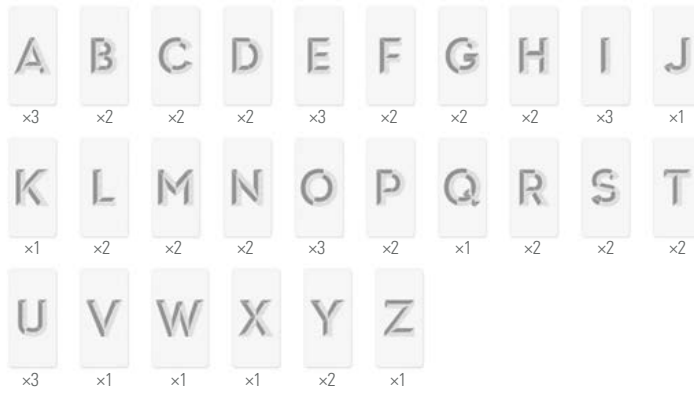 A B C D E F G H I J
×3 ×2 ×2 ×2 ×3 ×2 ×2 ×2 ×3 ×1
K L M N O P Q R S T
×1 ×2 ×2 ×2 ×3 ×2 ×1 ×2 ×2 ×2
U V W X Y Z
×3 ×1 ×1 ×1 ×2 ×1